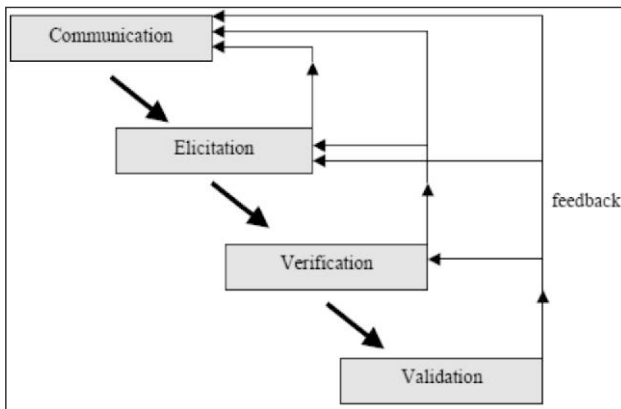 Communication
Elicitation
feedback
Verification
Validation